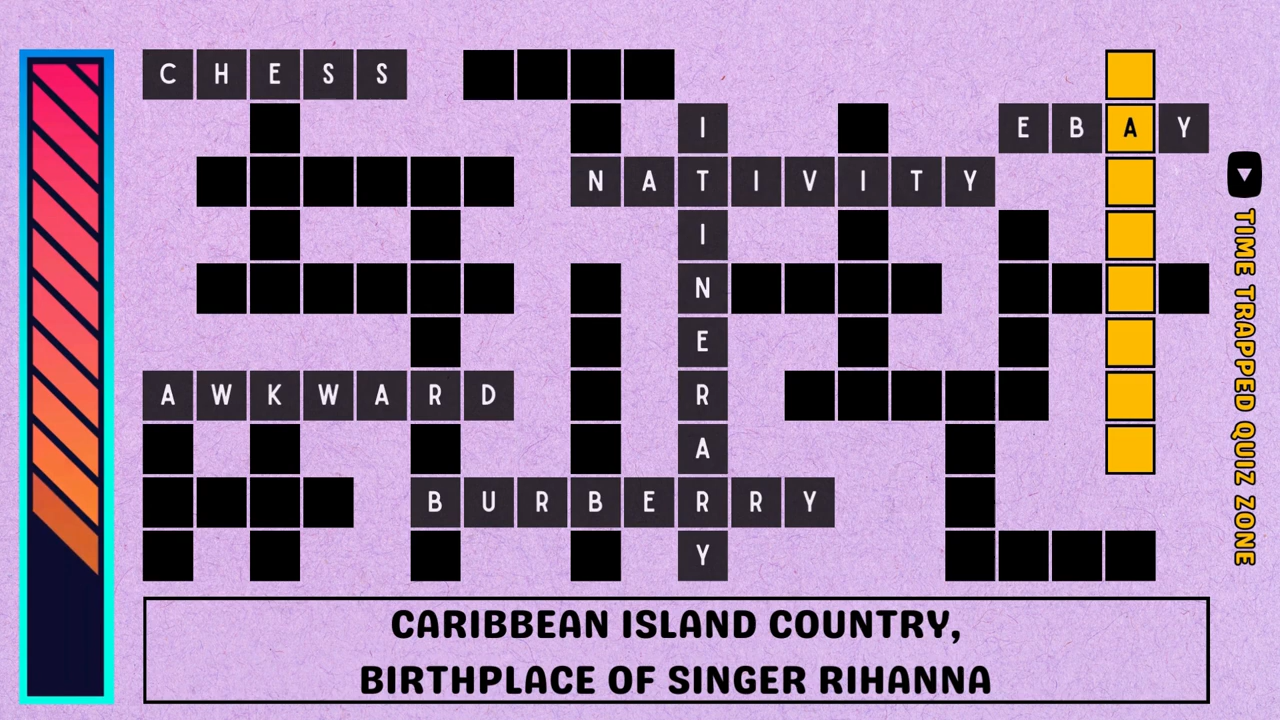 CHESS
EBAY
NATIVITY
ITINERARY
AWKWARD
BURBERRY
CARIBBEAN ISLAND COUNTRY,
BIRTHPLACE OF SINGER RIHANNA
TIME TRAPPED QUIZ ZONE